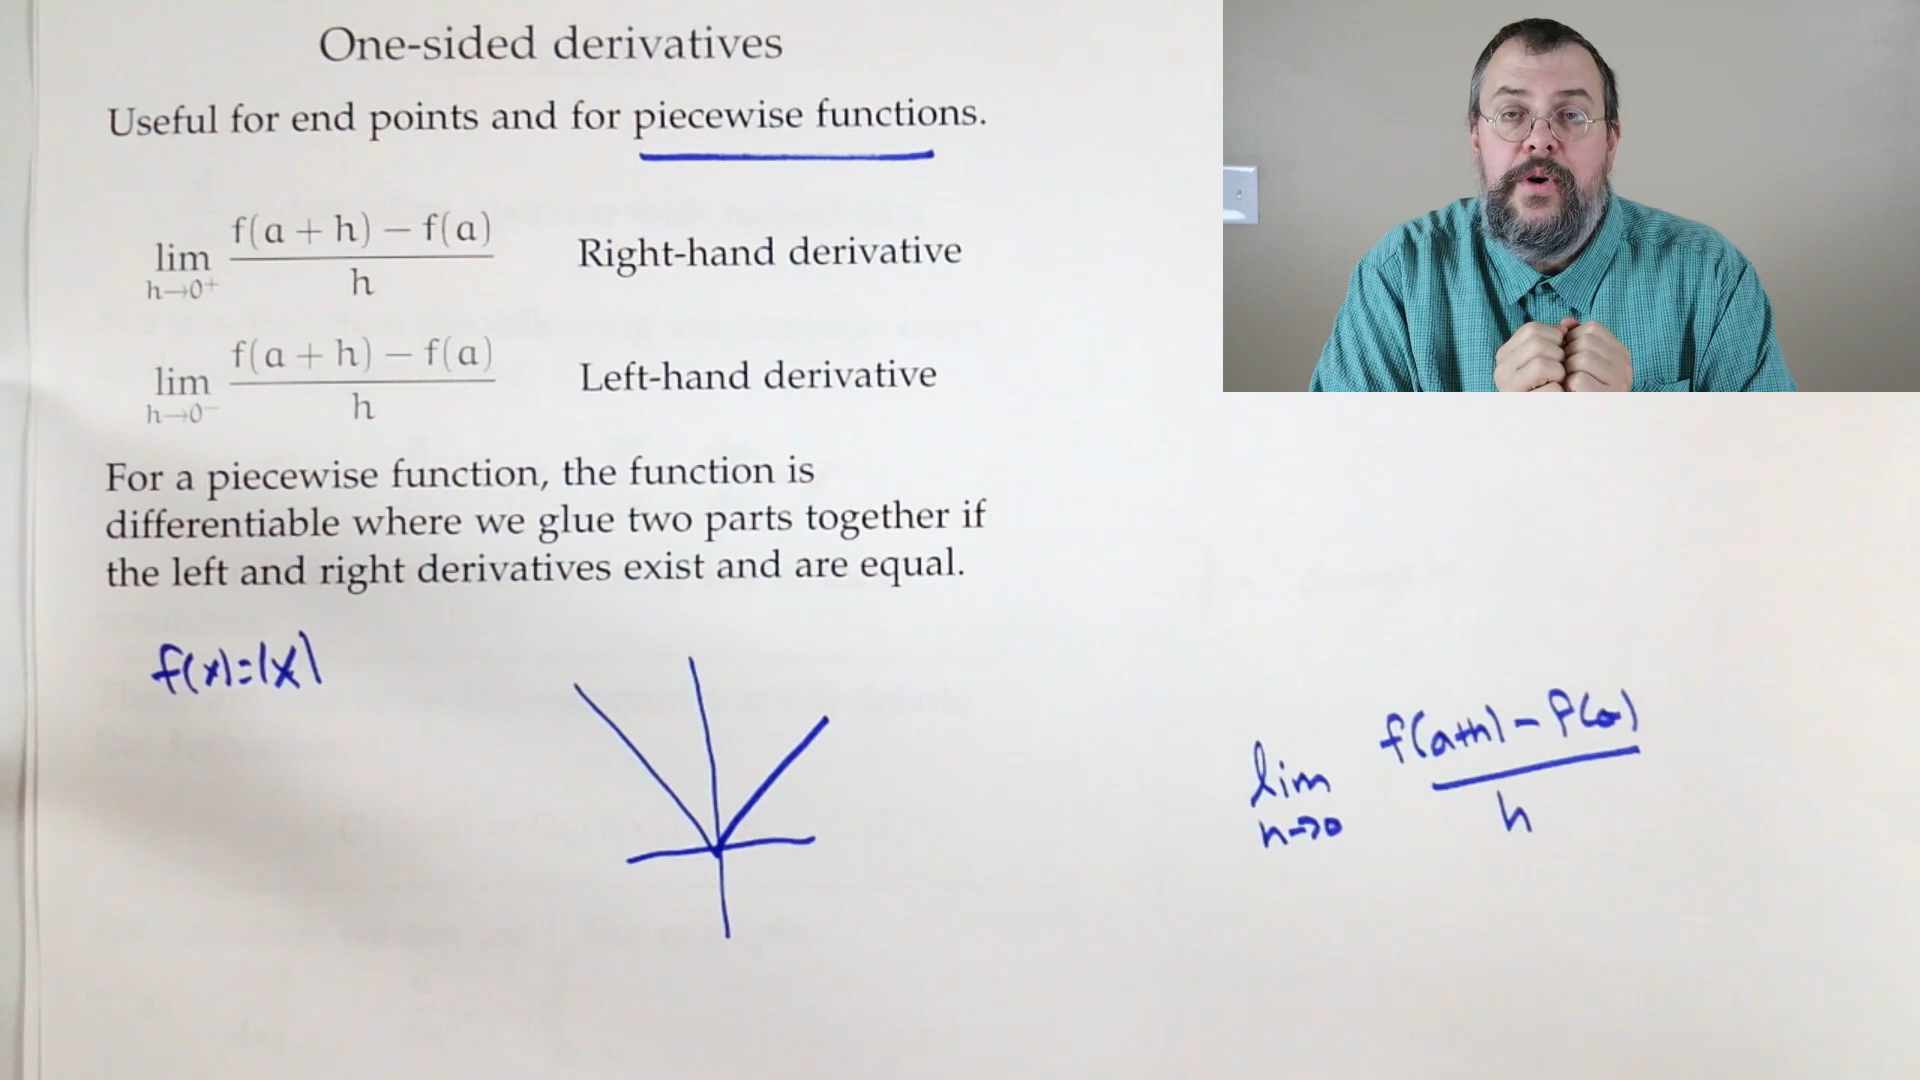 One-sided derivatives
Useful for end points and for piecewise functions.
lim h→0⁺ f(a + h) − f(a) / h Right-hand derivative
lim h→0⁻ f(a + h) − f(a) / h Left-hand derivative
For a piecewise function, the function is
differentiable where we glue two parts together if
the left and right derivatives exist and are equal.
f(x)=|x|
lim h→0 f(a+h) − f(a) / h